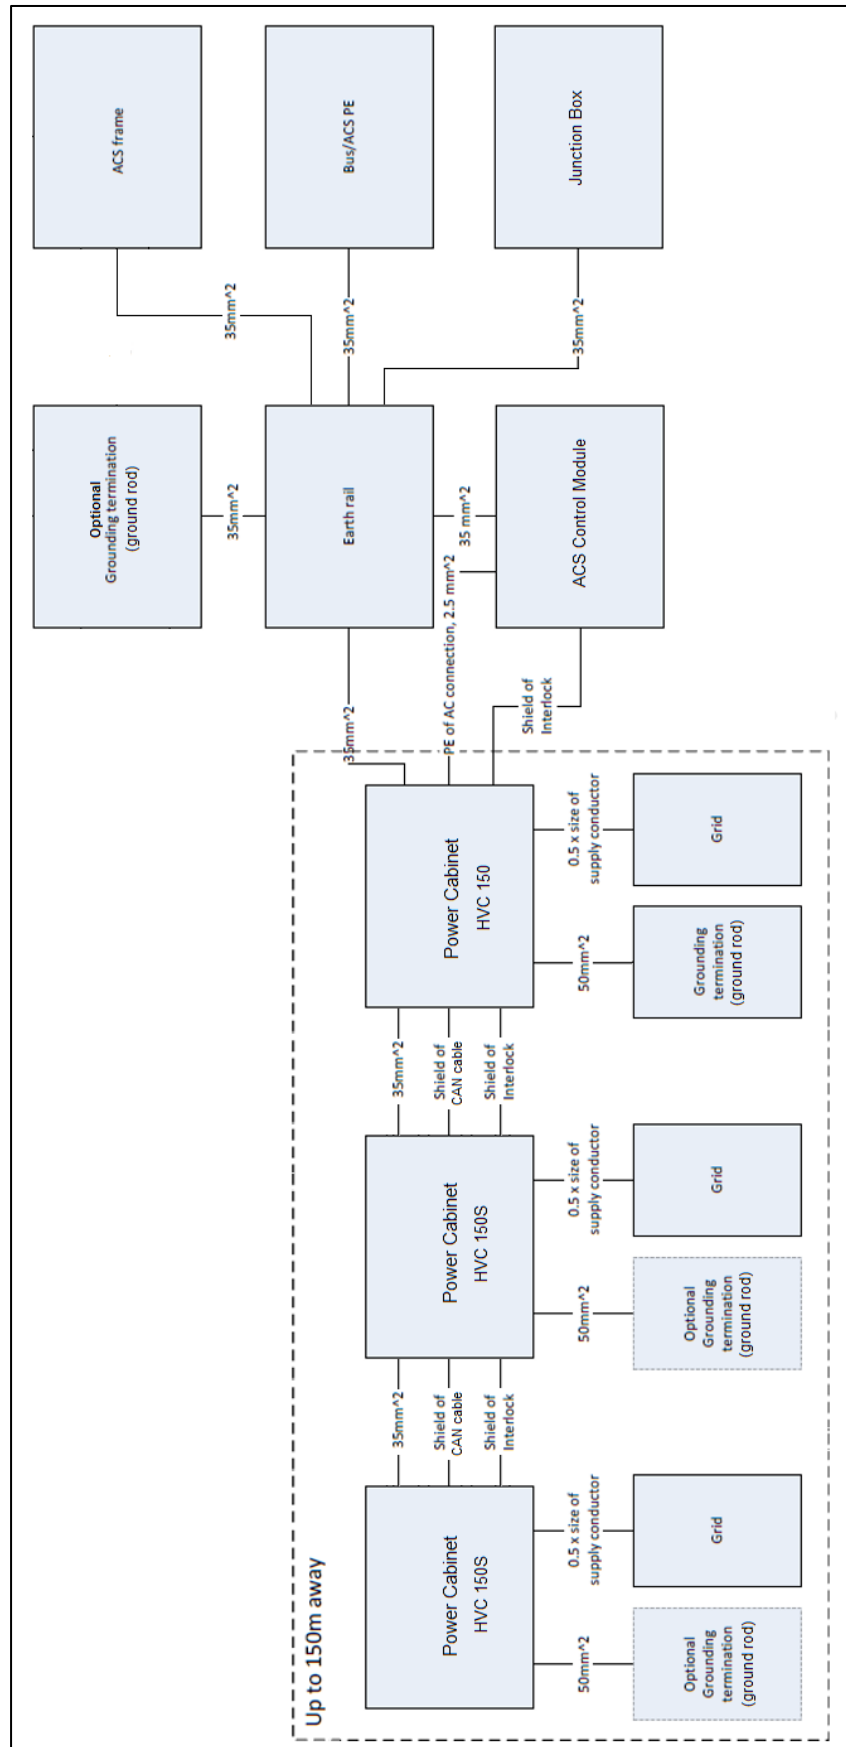 Up to 150m away
Power Cabinet
HVC 150S
Power Cabinet
HVC 150S
Power Cabinet
HVC 150
35mm^2
Shield of
CAN cable
Shield of
Interlock
35mm^2
Shield of
CAN cable
Shield of
Interlock
50mm^2
0.5 x size of
supply conductor
50mm^2
0.5 x size of
supply conductor
50mm^2
0.5 x size of
supply conductor
Optional
Grounding
termination
(ground rod)
Grid
Optional
Grounding
termination
(ground rod)
Grid
Grounding
termination
(ground rod)
Grid
35mm^2
PE of AC connection, 2.5 mm^2
Shield of
Interlock
Optional
Grounding termination
(ground rod)
35mm^2
Earth rail
35 mm^2
ACS Control Module
35mm^2
35mm^2
35mm^2
ACS frame
Bus/ACS PE
Junction Box